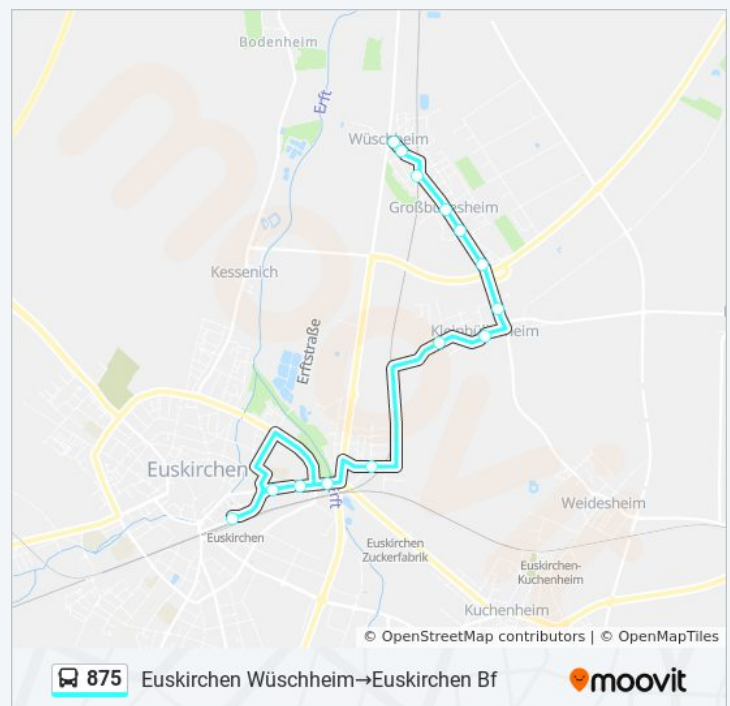 Bodenheim
Erft
Wüschheim
Großbüllesheim
Kessenich
Kleinbüllesheim
Erftstraße
Euskirchen
Erft
Weidesheim
Euskirchen
Euskirchen
Zuckerfabrik
Euskirchen-
Kuchenheim
Kuchenheim
© OpenStreetMap contributors | © OpenMapTiles
875 Euskirchen Wüschheim→Euskirchen Bf
moovit
moovit